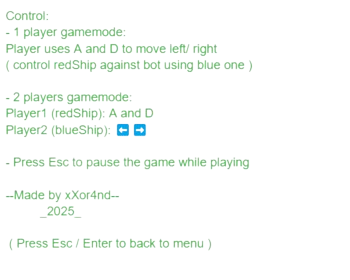 Control:
- 1 player gamemode:
Player uses A and D to move left/ right
( control redShip against bot using blue one )
- 2 players gamemode:
Player1 (redShip): A and D
Player2 (blueShip): ⬅️ ➡️
- Press Esc to pause the game while playing
--Made by xXor4nd--
_2025_
( Press Esc / Enter to back to menu )